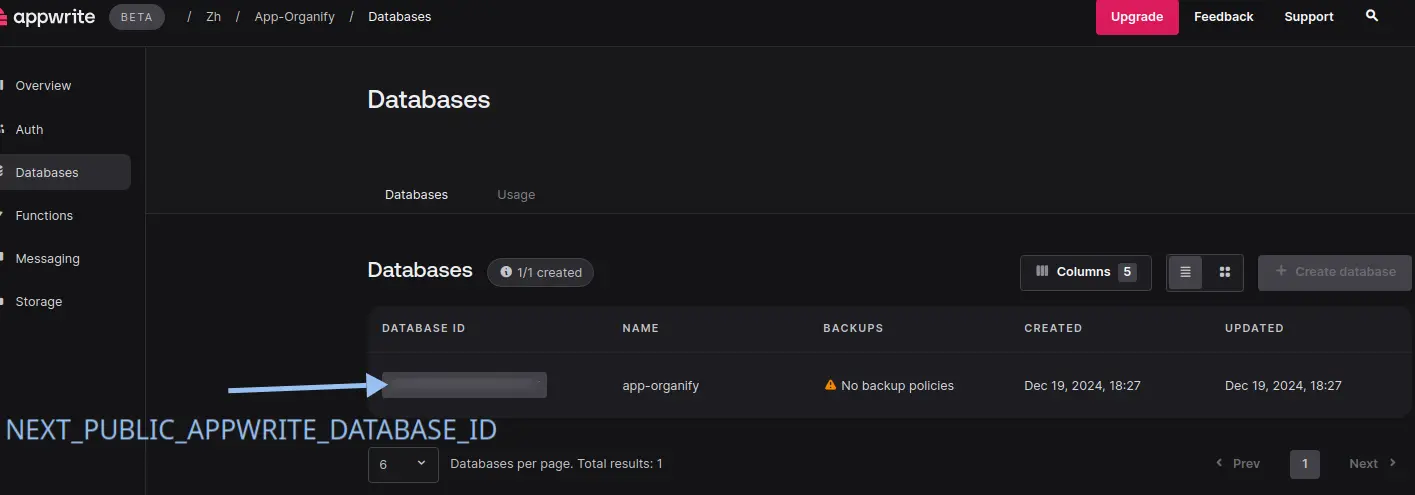 appwrite BETA / Zh / App-Organify / Databases Upgrade Feedback Support
Overview
Auth
Databases
Functions
Messaging
Storage
Databases
Databases Usage
Databases 1/1 created Columns 5 + Create database
DATABASE ID NAME BACKUPS CREATED UPDATED
app-organify No backup policies Dec 19, 2024, 18:27 Dec 19, 2024, 18:27
NEXT_PUBLIC_APPWRITE_DATABASE_ID
6 Databases per page. Total results: 1 Prev 1 Next